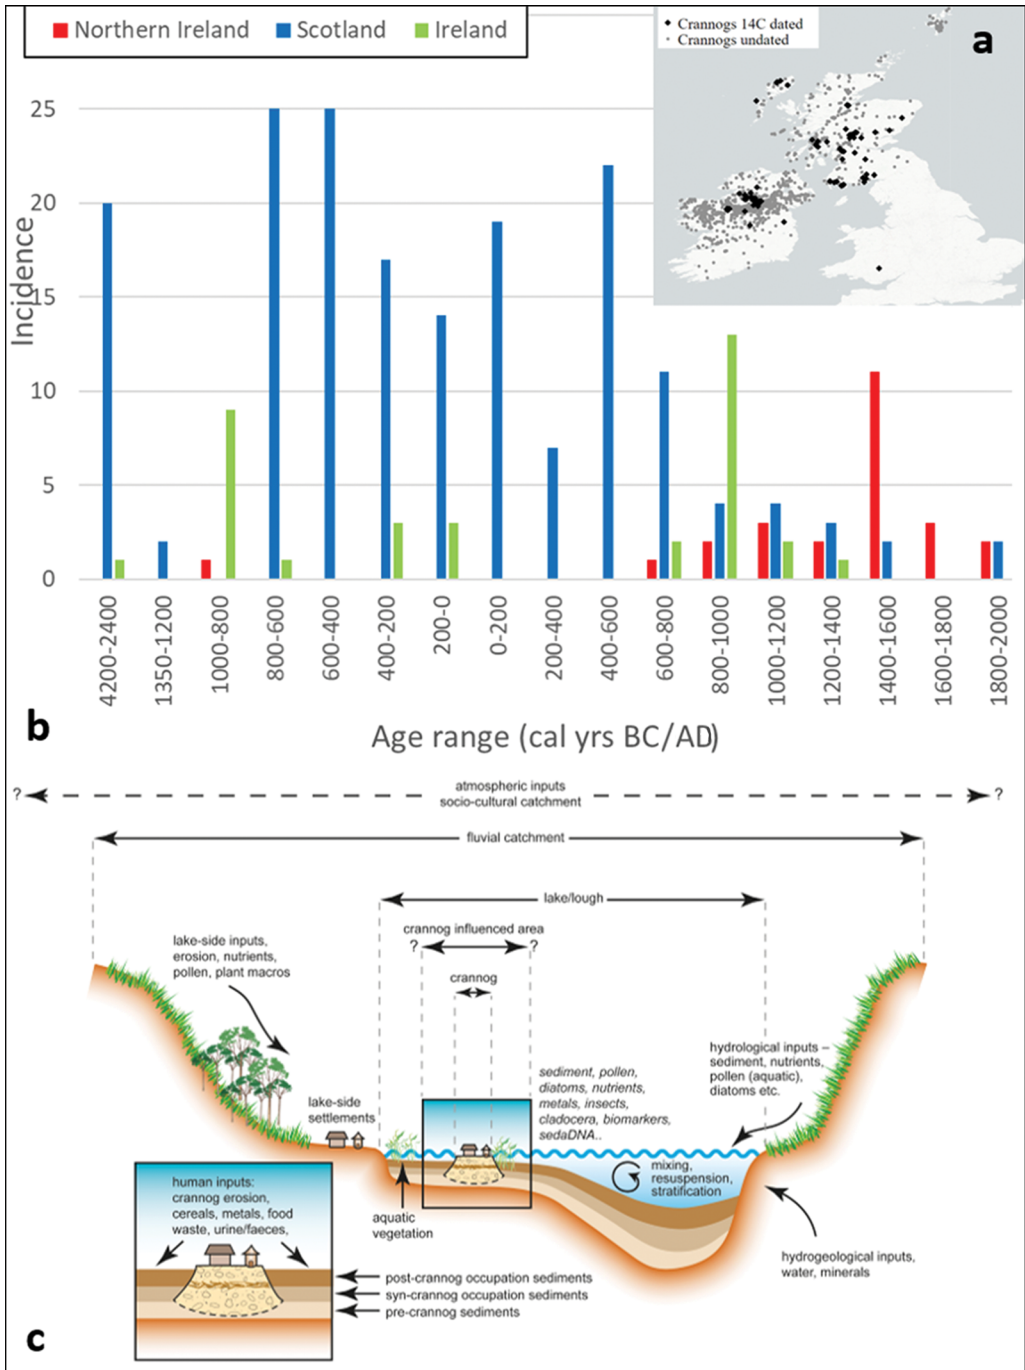 Northern Ireland Scotland Ireland
Crannogs 14C dated
Crannogs undated
a
25
20
15
10
5
0
Incidence
4200-2400
1350-1200
1000-800
800-600
600-400
400-200
200-0
0-200
200-400
400-600
600-800
800-1000
1000-1200
1200-1400
1400-1600
1600-1800
1800-2000
b
Age range (cal yrs BC/AD)
? atmospheric inputs ?
socio-cultural catchment
fluvial catchment
lake/lough
crannog influenced area
? ?
crannog
lake-side inputs,
erosion, nutrients,
pollen, plant macros
lake-side
settlements
sediment, pollen,
diatoms, nutrients,
metals, insects,
cladocera, biomarkers,
sedaDNA..
hydrological inputs –
sediment, nutrients,
pollen (aquatic),
diatoms etc.
mixing,
resuspension,
stratification
aquatic
vegetation
hydrogeological inputs,
water, minerals
human inputs:
crannog erosion,
cereals, metals, food
waste, urine/faeces,
post-crannog occupation sediments
syn-crannog occupation sediments
pre-crannog sediments
c